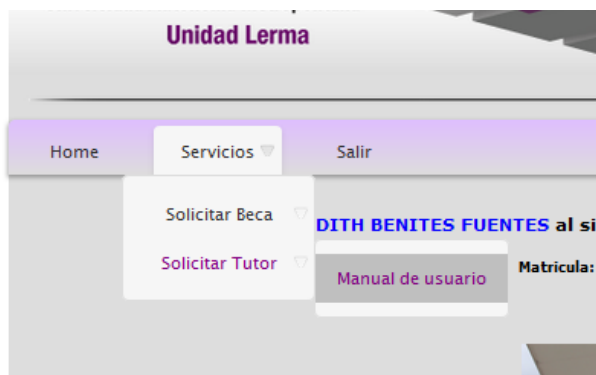 Unidad Lerma
Home Servicios Salir
Solicitar Beca
DITH BENITES FUENTES al si
Solicitar Tutor
Manual de usuario
Matricula: